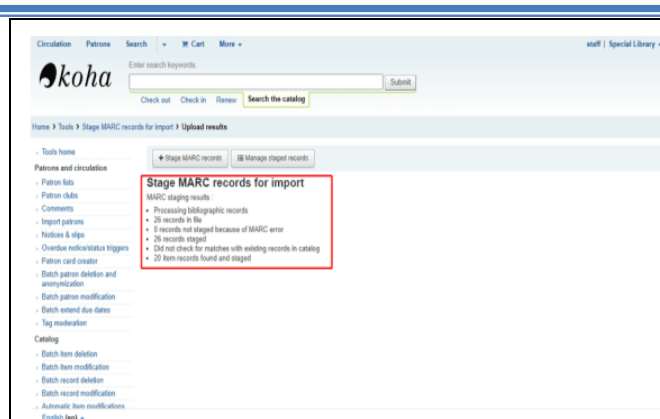 Circulation Patrons Search Cart More
staff | Special Library
koha
Enter search keywords:
Submit
Check out Check in Renew Search the catalog
Home > Tools > Stage MARC records for import > Upload results
Tools home
Patrons and circulation
Patron lists
Patron clubs
Comments
Import patrons
Notices & slips
Overdue notice/status triggers
Patron card creator
Batch patron deletion and
anonymization
Batch patron modification
Batch extend due dates
Tag moderation
Catalog
Batch item deletion
Batch item modification
Batch record deletion
Batch record modification
Automatic item modifications
English (en)
+ Stage MARC records Manage staged records
Stage MARC records for import
MARC staging results :
Processing bibliographic records
26 records in file
0 records not staged because of MARC error
26 records staged
Did not check for matches with existing records in catalog
20 item records found and staged